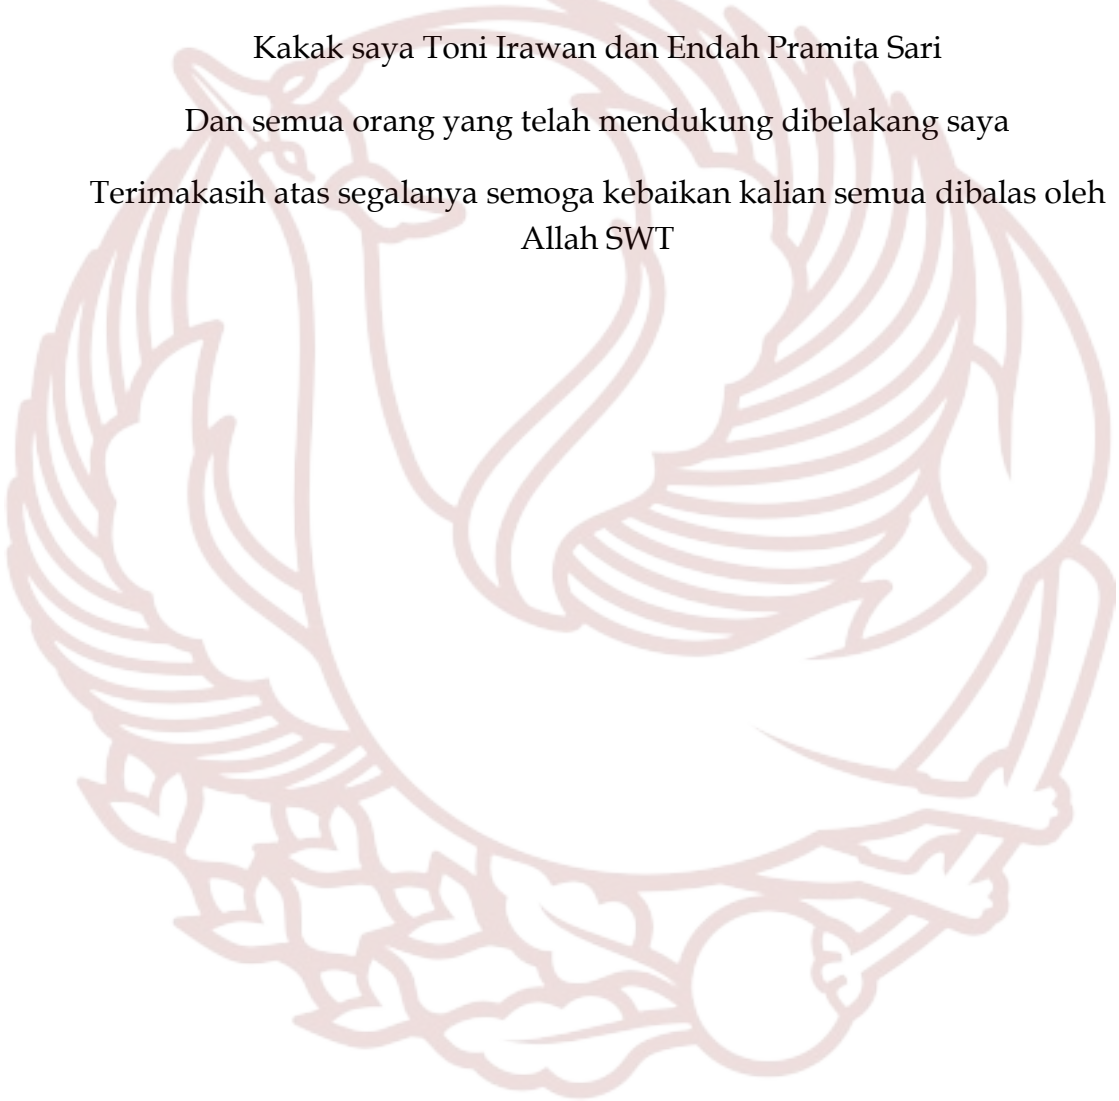 Kakak saya Toni Irawan dan Endah Pramita Sari
Dan semua orang yang telah mendukung dibelakang saya
Terimakasih atas segalanya semoga kebaikan kalian semua dibalas oleh
Allah SWT